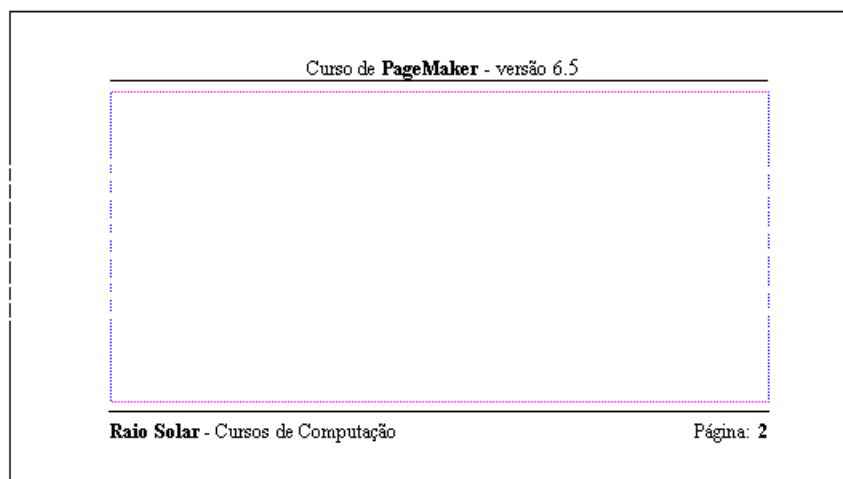 Curso de PageMaker - versão 6.5
Raio Solar - Cursos de Computação Página: 2